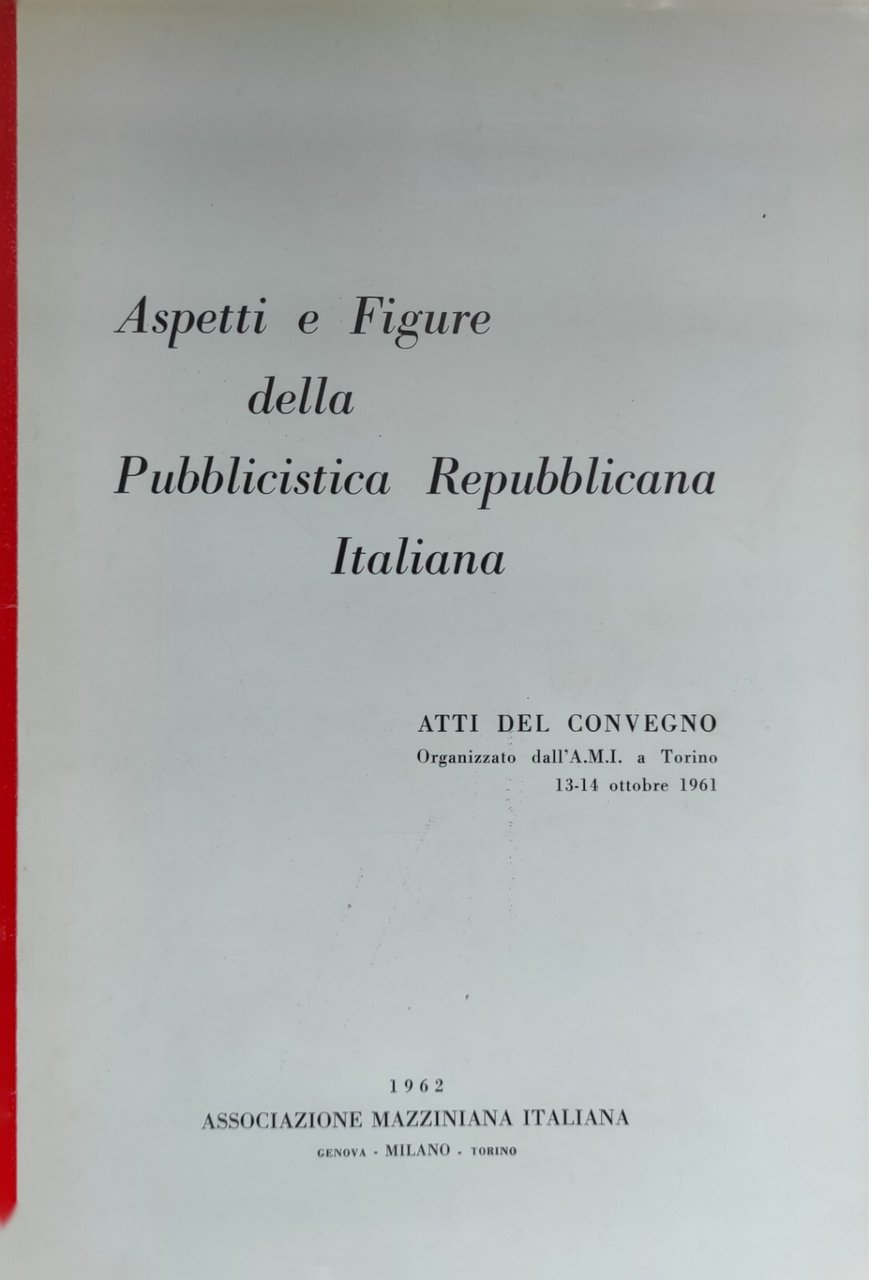 Aspetti e Figure
della
Pubblicistica Repubblicana
Italiana
ATTI DEL CONVEGNO
Organizzato dall'A.M.I. a Torino
13-14 ottobre 1961
1962
ASSOCIAZIONE MAZZINIANA ITALIANA
GENOVA - MILANO - TORINO